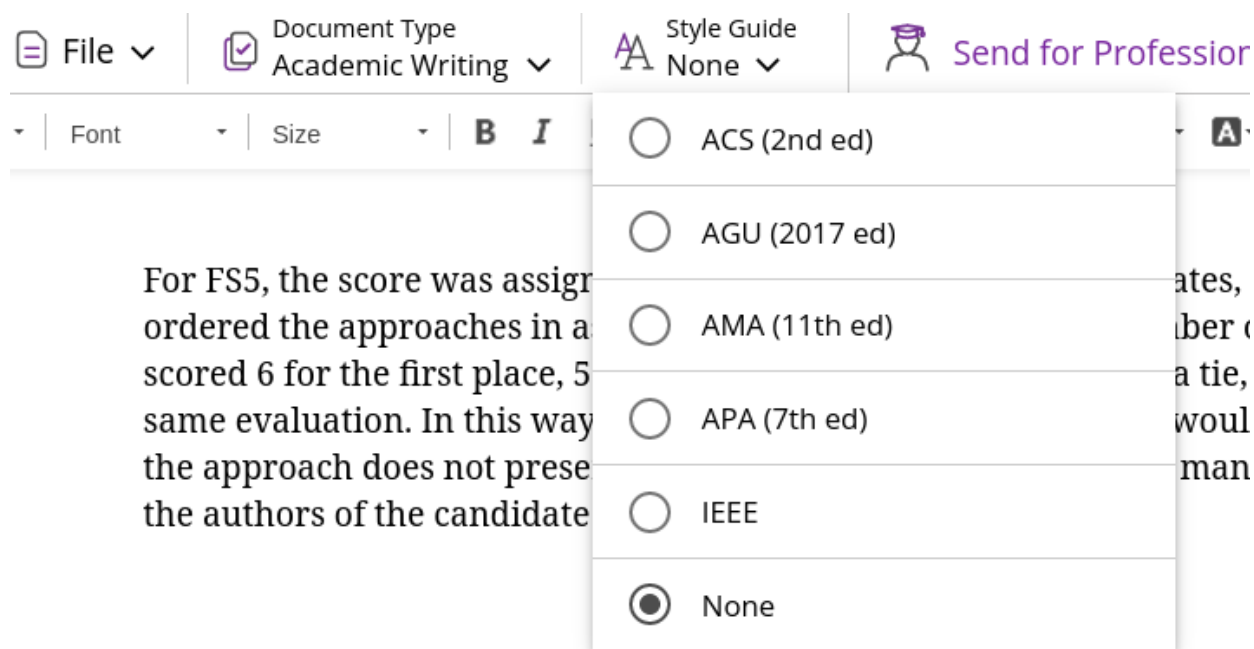 File
Document Type
Academic Writing
Style Guide
None
Send for Profession
Font
Size
B
I
A
ACS (2nd ed)
AGU (2017 ed)
AMA (11th ed)
APA (7th ed)
IEEE
None
For FS5, the score was assign ates,
ordered the approaches in a
scored 6 for the first place, 5 a tie,
same evaluation. In this way woul
the approach does not prese man
the authors of the candidate